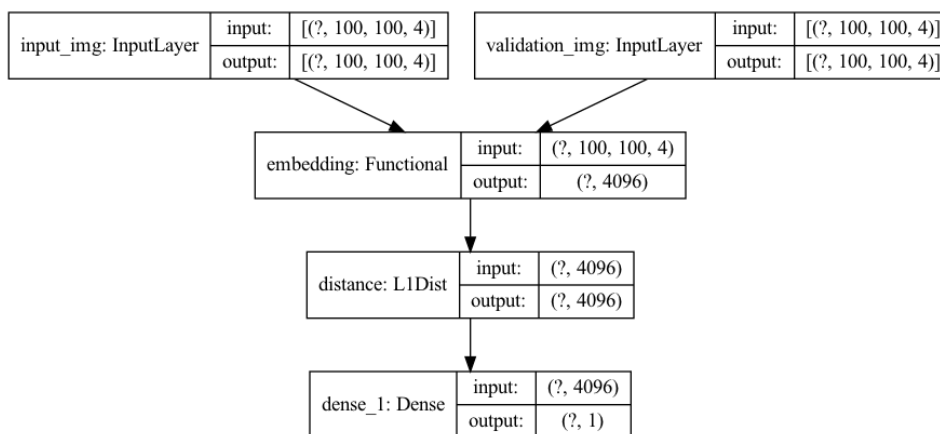 input_img: InputLayer
input:
[(?, 100, 100, 4)]
output:
[(?, 100, 100, 4)]
validation_img: InputLayer
input:
[(?, 100, 100, 4)]
output:
[(?, 100, 100, 4)]
embedding: Functional
input:
(?, 100, 100, 4)
output:
(?, 4096)
distance: L1Dist
input:
(?, 4096)
output:
(?, 4096)
dense_1: Dense
input:
(?, 4096)
output:
(?, 1)